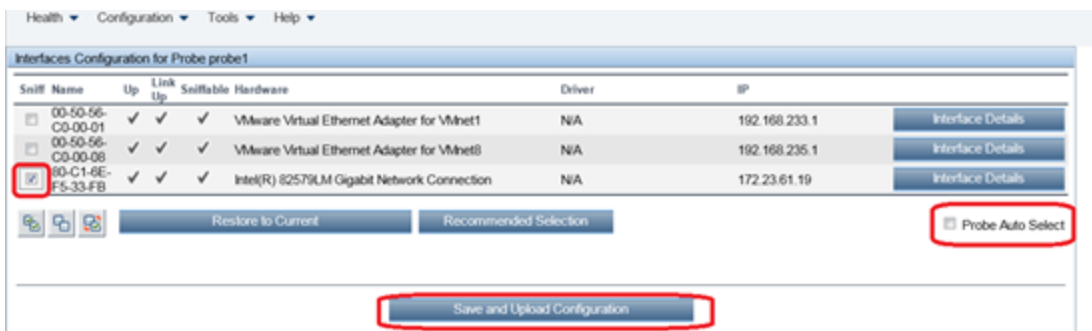 Health Configuration Tools Help
Interfaces Configuration for Probe probe1
Sniff Name Up Link Up Sniffable Hardware Driver IP
00-50-56-C0-00-01 VMware Virtual Ethernet Adapter for VMnet1 N/A 192.168.233.1 Interface Details
00-50-56-C0-00-08 VMware Virtual Ethernet Adapter for VMnet8 N/A 192.168.235.1 Interface Details
80-C1-6E-F5-33-FB Intel(R) 82579LM Gigabit Network Connection N/A 172.23.61.19 Interface Details
Restore to Current Recommended Selection Probe Auto Select
Save and Upload Configuration